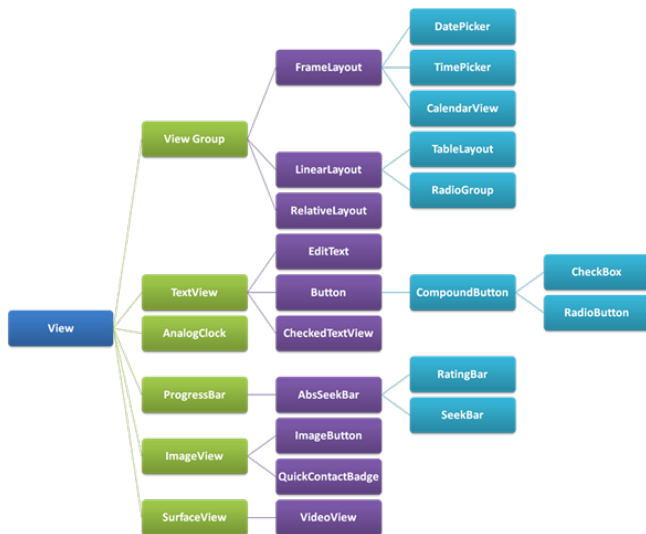 DatePicker
FrameLayout
TimePicker
CalendarView
View Group
TableLayout
LinearLayout
RadioGroup
RelativeLayout
EditText
CheckBox
TextView
Button
CompoundButton
RadioButton
View
AnalogClock
CheckedTextView
RatingBar
ProgressBar
AbsSeekBar
SeekBar
ImageButton
ImageView
QuickContactBadge
SurfaceView
VideoView